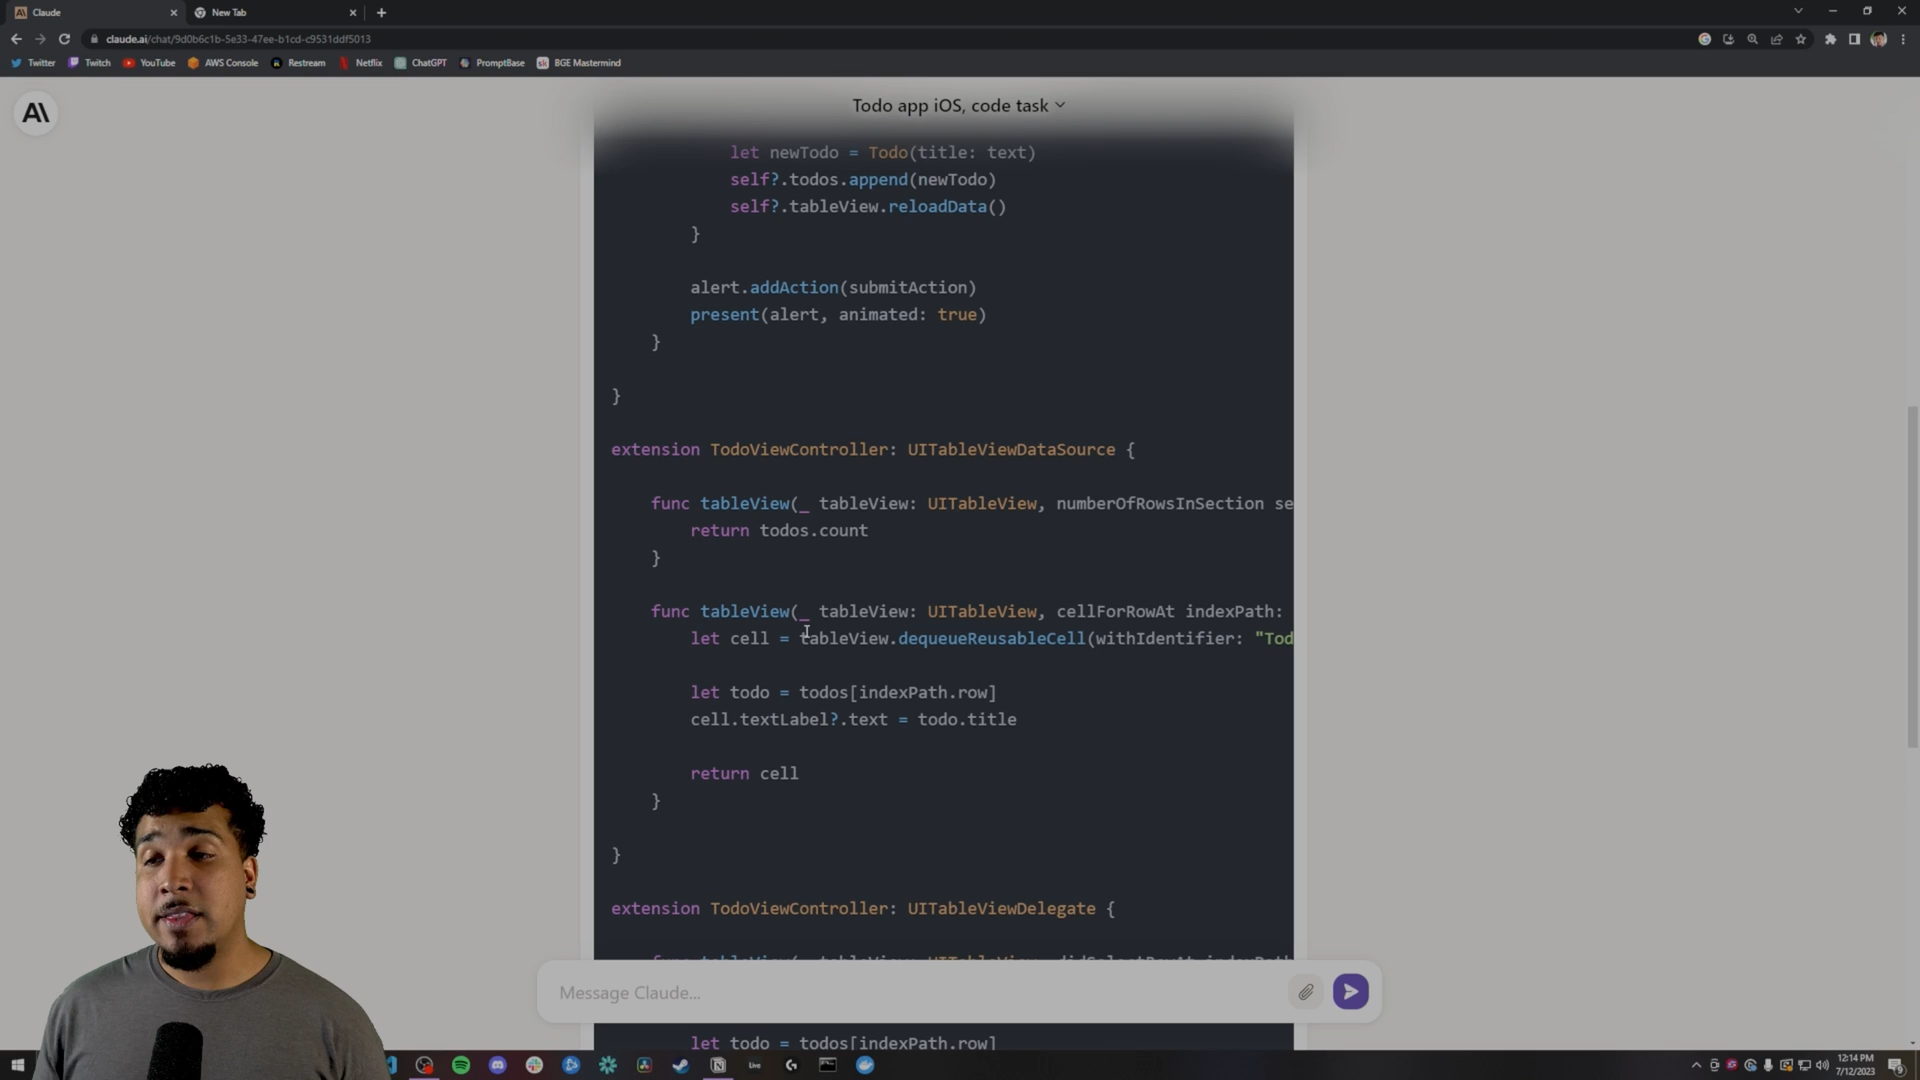 Claude
New Tab
claude.ai/chat/9d0b6c1b-5e33-47ee-b1cd-c9531ddf5013
Twitter Twitch YouTube AWS Console Restream Netflix ChatGPT PromptBase BGE Mastermind
Todo app iOS, code task
let newTodo = Todo(title: text)
self?.todos.append(newTodo)
self?.tableView.reloadData()
}
alert.addAction(submitAction)
present(alert, animated: true)
}
}
extension TodoViewController: UITableViewDataSource {
func tableView(_ tableView: UITableView, numberOfRowsInSection se
return todos.count
}
func tableView(_ tableView: UITableView, cellForRowAt indexPath:
let cell = tableView.dequeueReusableCell(withIdentifier: "Tod
let todo = todos[indexPath.row]
cell.textLabel?.text = todo.title
return cell
}
}
extension TodoViewController: UITableViewDelegate {
Message Claude...
let todo = todos[indexPath.row]
12:14 PM
7/12/2023